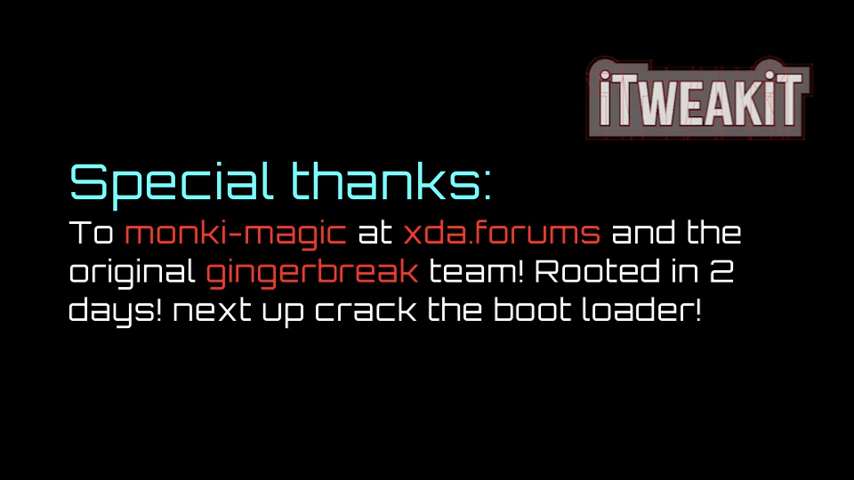 iTWEAKiT
Special thanks:
To monki-magic at xda.forums and the
original gingerbreak team! Rooted in 2
days! next up crack the boot loader!